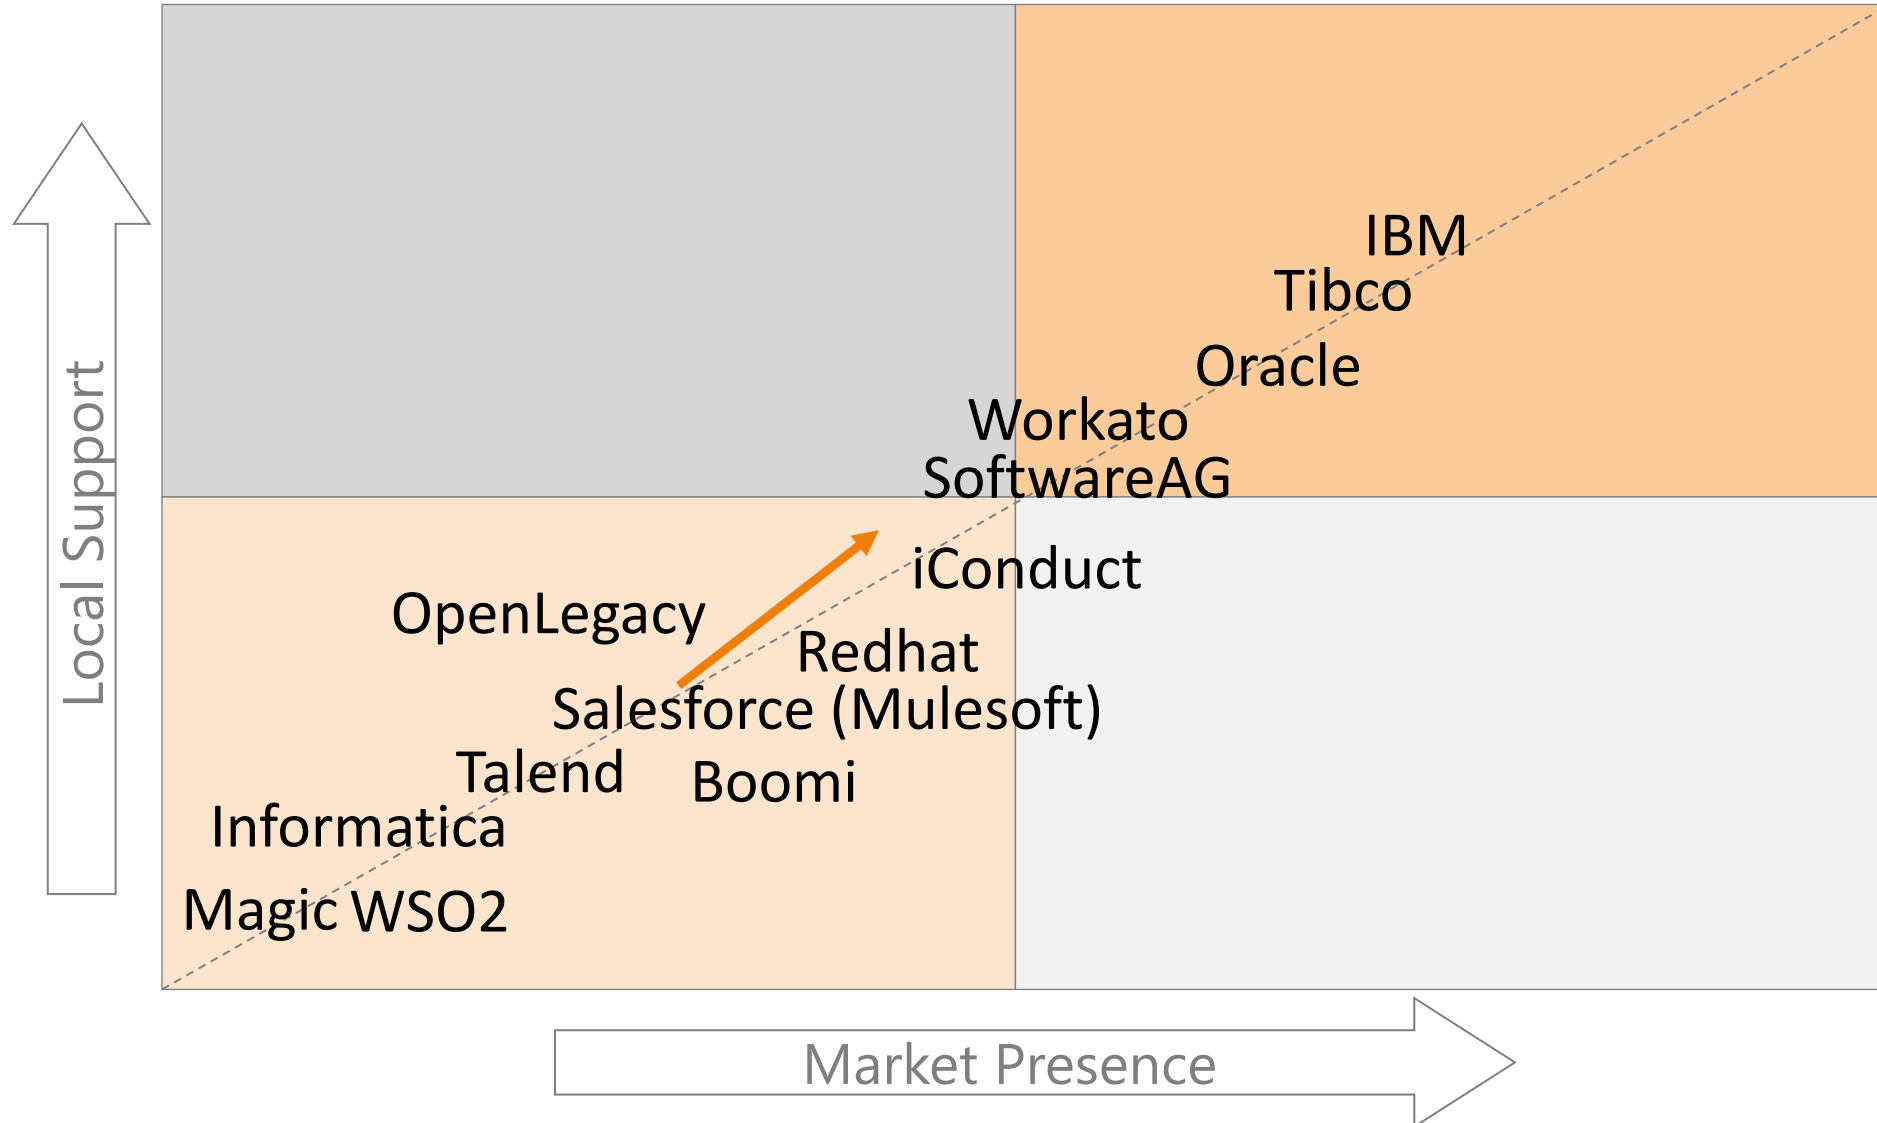 Local Support
IBM
Tibco
Oracle
Workato
SoftwareAG
iConduct
OpenLegacy
Redhat
Salesforce (Mulesoft)
Talend
Boomi
Informatica
Magic WSO2
Market Presence